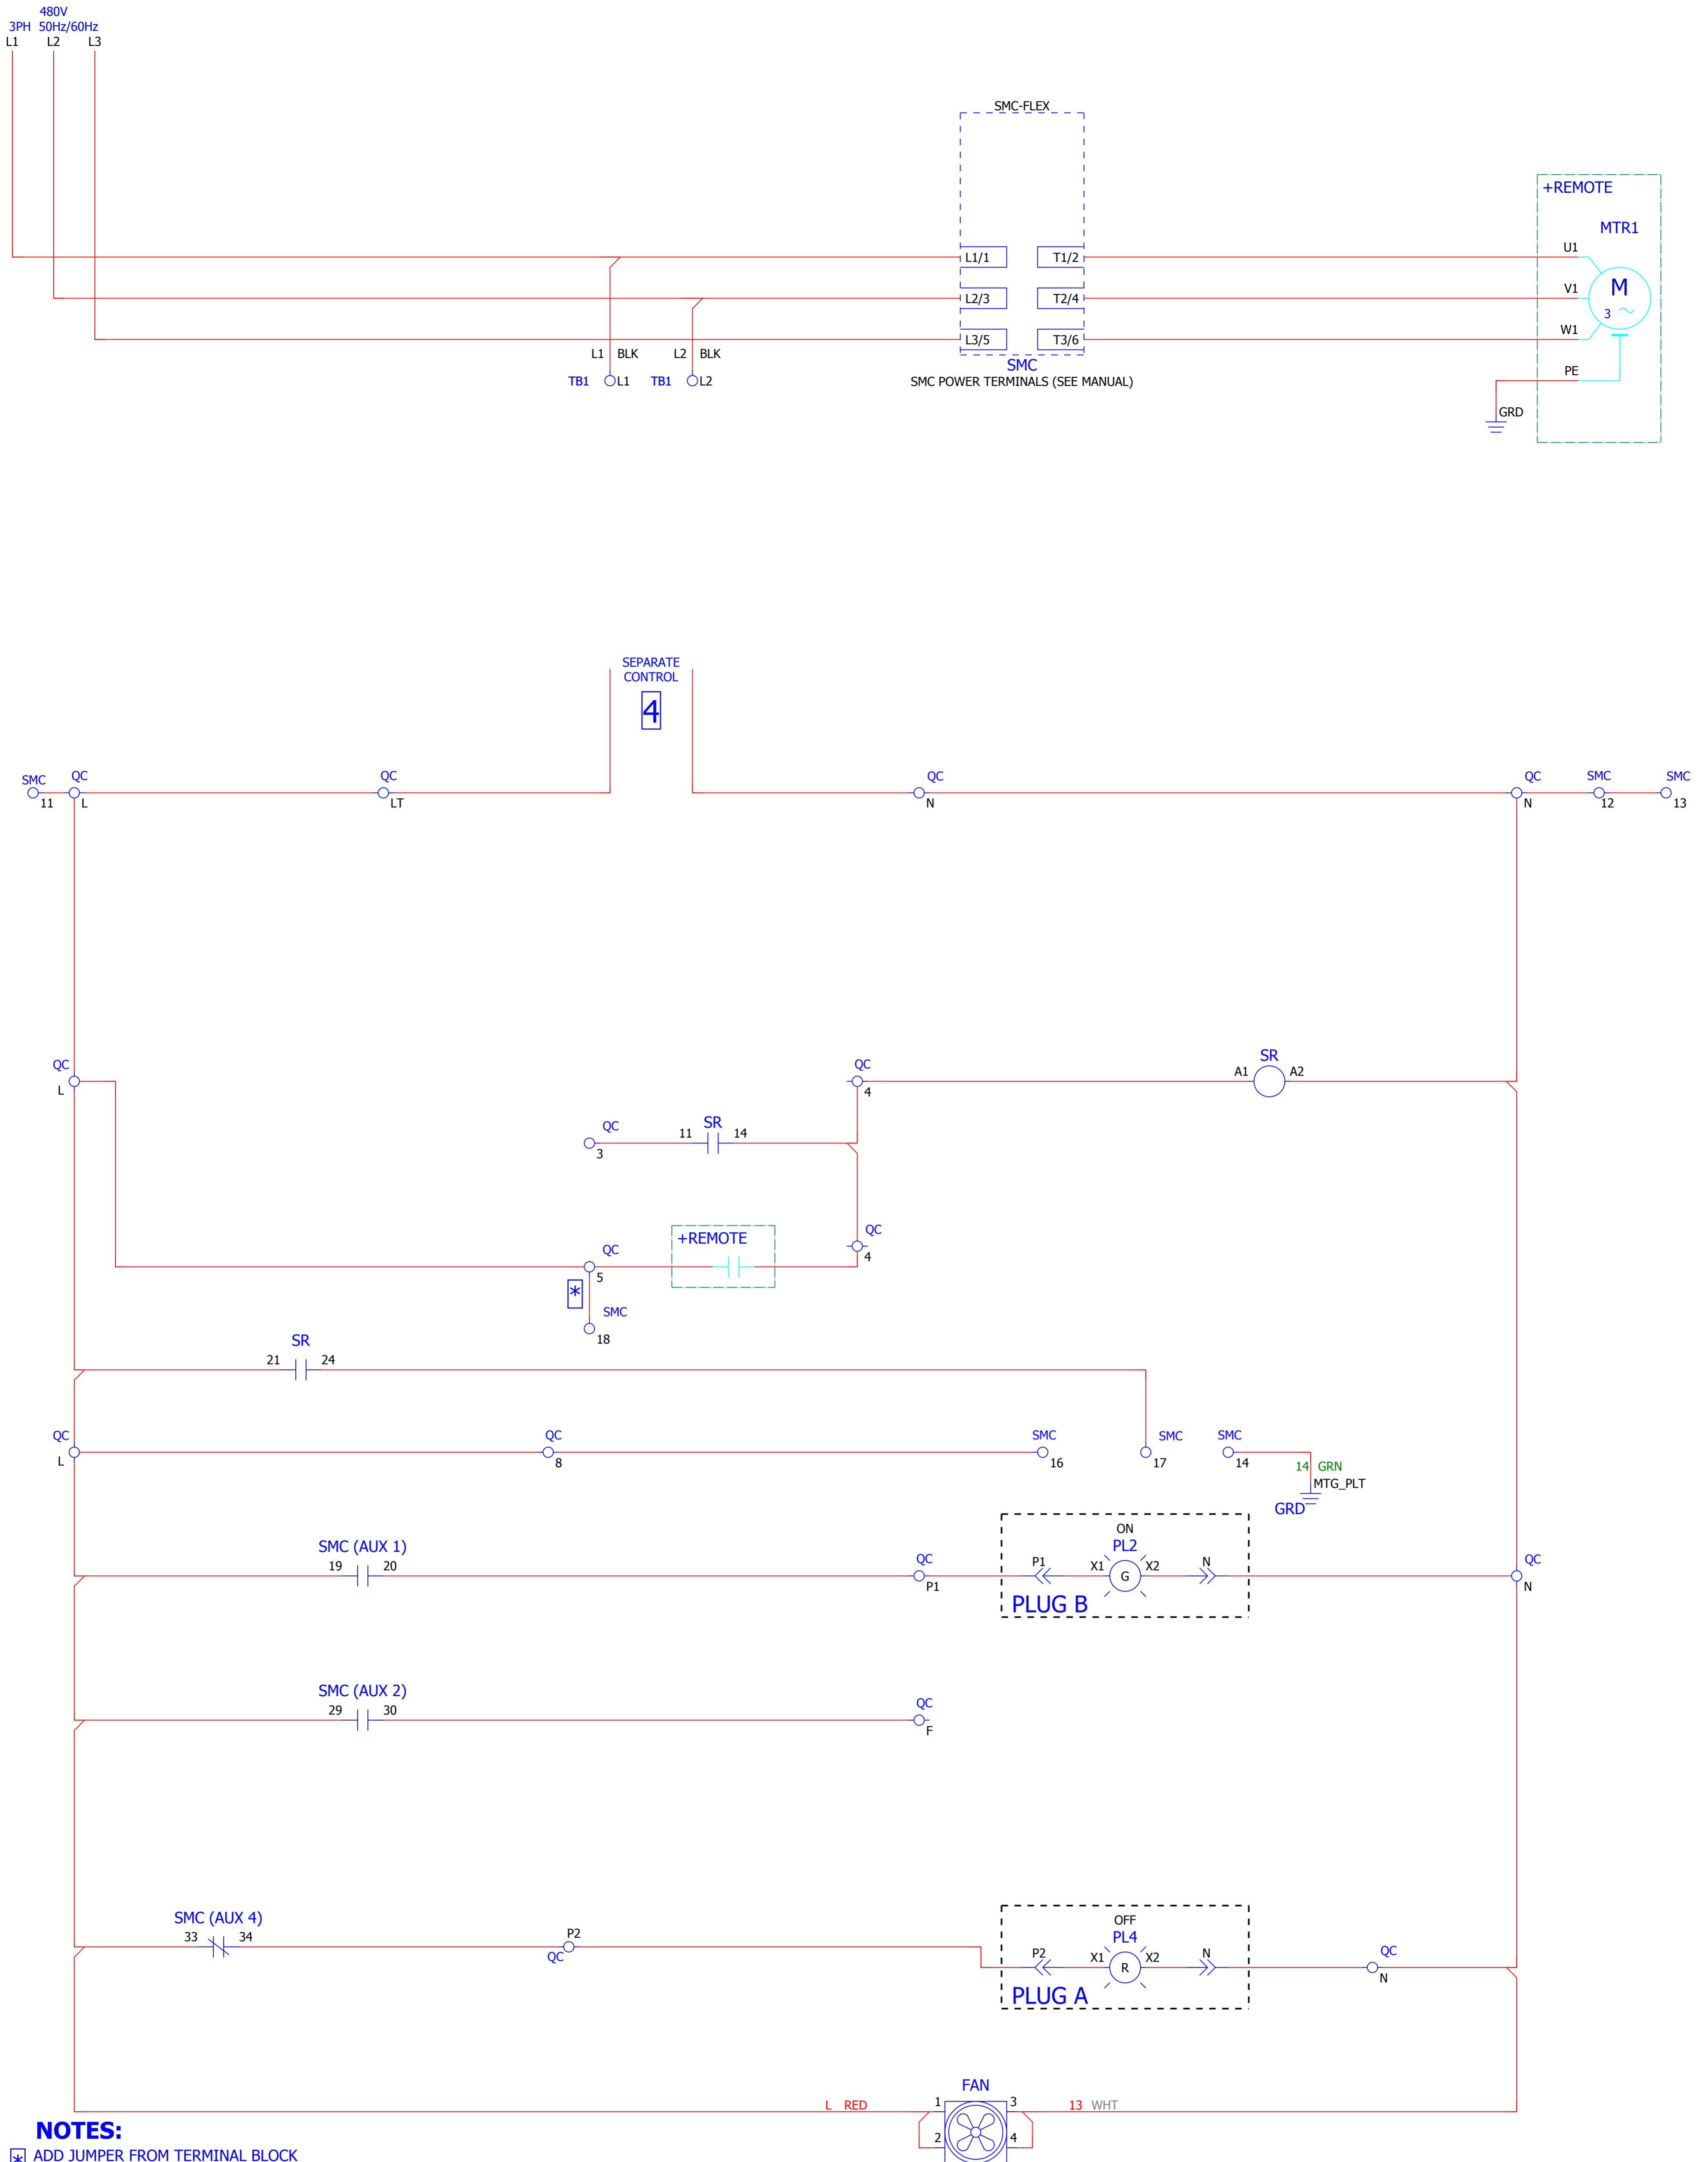 480V
3PH 50Hz/60Hz
L1 L2 L3
SMC-FLEX
+REMOTE
MTR1
L1/1 T1/2 U1
M
3
L2/3 T2/4 V1
L3/5 T3/6 W1
L1 BLK L2 BLK
SMC
TB1 L1 TB1 L2
SMC POWER TERMINALS (SEE MANUAL)
PE
GRD
SEPARATE
CONTROL
4
SMC QC QC QC QC SMC SMC
11 L LT N N 12 13
QC QC SR
L 4 A1 A2
QC SR
3 11 14
QC +REMOTE QC
5 4
*
SMC
18
SR
21 24
QC QC SMC SMC SMC
L 8 16 17 14
14 GRN
MTG_PLT
GRD
ON
SMC (AUX 1) PL2
19 20 QC P1 X1 G X2 N QC
P1 N
PLUG B
SMC (AUX 2)
29 30 QC
F
OFF
SMC (AUX 4) PL4
33 34 P2
QC
P2 X1 R X2 N QC
N
PLUG A
FAN
L RED 1 3 13 WHT
2 4
NOTES:
* ADD JUMPER FROM TERMINAL BLOCK